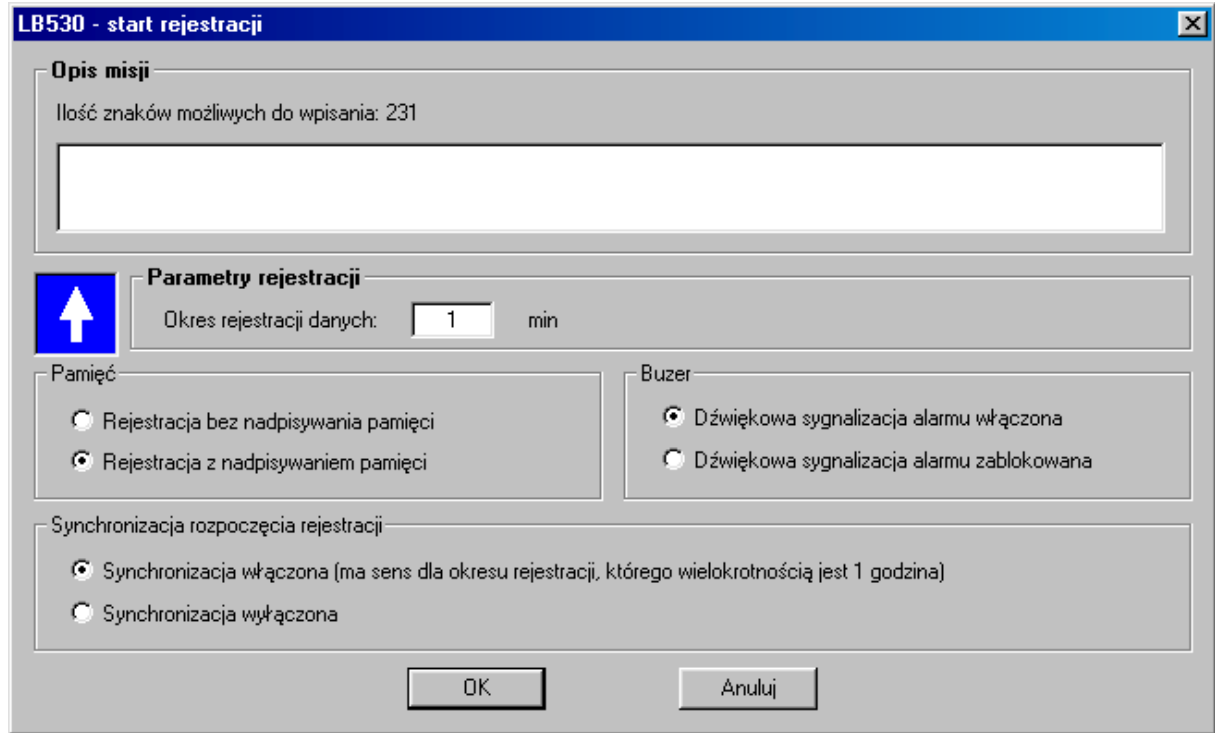 LB530 - start rejestracji
Opis misji
Ilość znaków możliwych do wpisania: 231
Parametry rejestracji
Okres rejestracji danych: 1 min
Pamięć
Rejestracja bez nadpisywania pamięci
Rejestracja z nadpisywaniem pamięci
Buzer
Dźwiękowa sygnalizacja alarmu włączona
Dźwiękowa sygnalizacja alarmu zablokowana
Synchronizacja rozpoczęcia rejestracji
Synchronizacja włączona (ma sens dla okresu rejestracji, którego wielokrotnością jest 1 godzina)
Synchronizacja wyłączona
OK
Anuluj